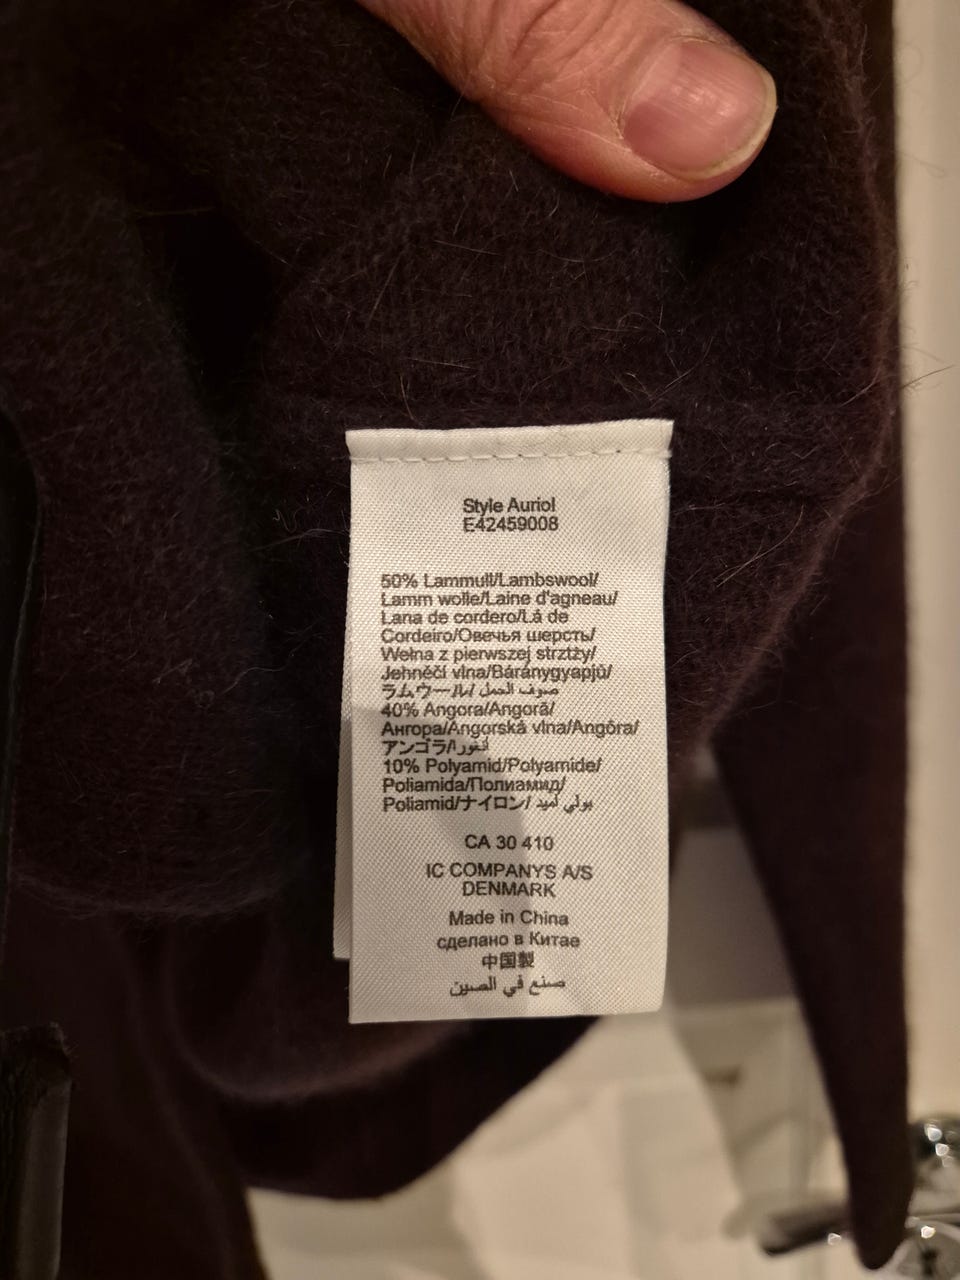 Style Auriol
E42459008
50% Lammull/Lambswool/
Lamm wolle/Laine d'agneau/
Lana de cordero/Lã de
Cordeiro/Овечья шерсть/
Wełna z pierwszej strztży/
Jehněčí vlna/Báránygyapjú/
ラムウール/ صوف الحمل
40% Angora/Angorã/
Ангора/Angorská vlna/Angóra/
アンゴラ/أنغورا
10% Polyamid/Polyamide/
Poliamida/Полиамид/
Poliamid/ナイロン/ بولي أميد
CA 30 410
IC COMPANYS A/S
DENMARK
Made in China
сделано в Китае
中国製
صنع في الصين